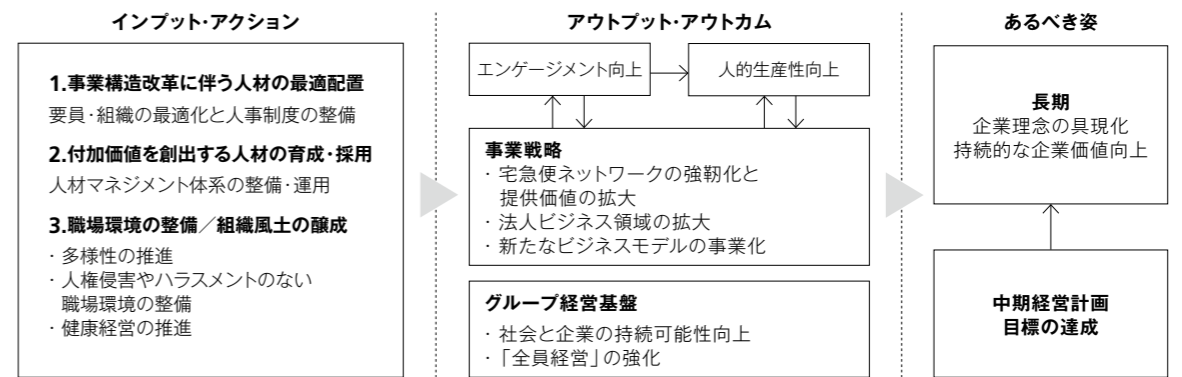 インプット・アクション
1.事業構造改革に伴う人材の最適配置
要員・組織の最適化と人事制度の整備
2.付加価値を創出する人材の育成・採用
人材マネジメント体系の整備・運用
3.職場環境の整備／組織風土の醸成
・多様性の推進
・人権侵害やハラスメントのない
職場環境の整備
・健康経営の推進
アウトプット・アウトカム
エンゲージメント向上
人的生産性向上
事業戦略
・宅急便ネットワークの強靭化と
提供価値の拡大
・法人ビジネス領域の拡大
・新たなビジネスモデルの事業化
グループ経営基盤
・社会と企業の持続可能性向上
・「全員経営」の強化
あるべき姿
長期
企業理念の具現化
持続的な企業価値向上
中期経営計画
目標の達成